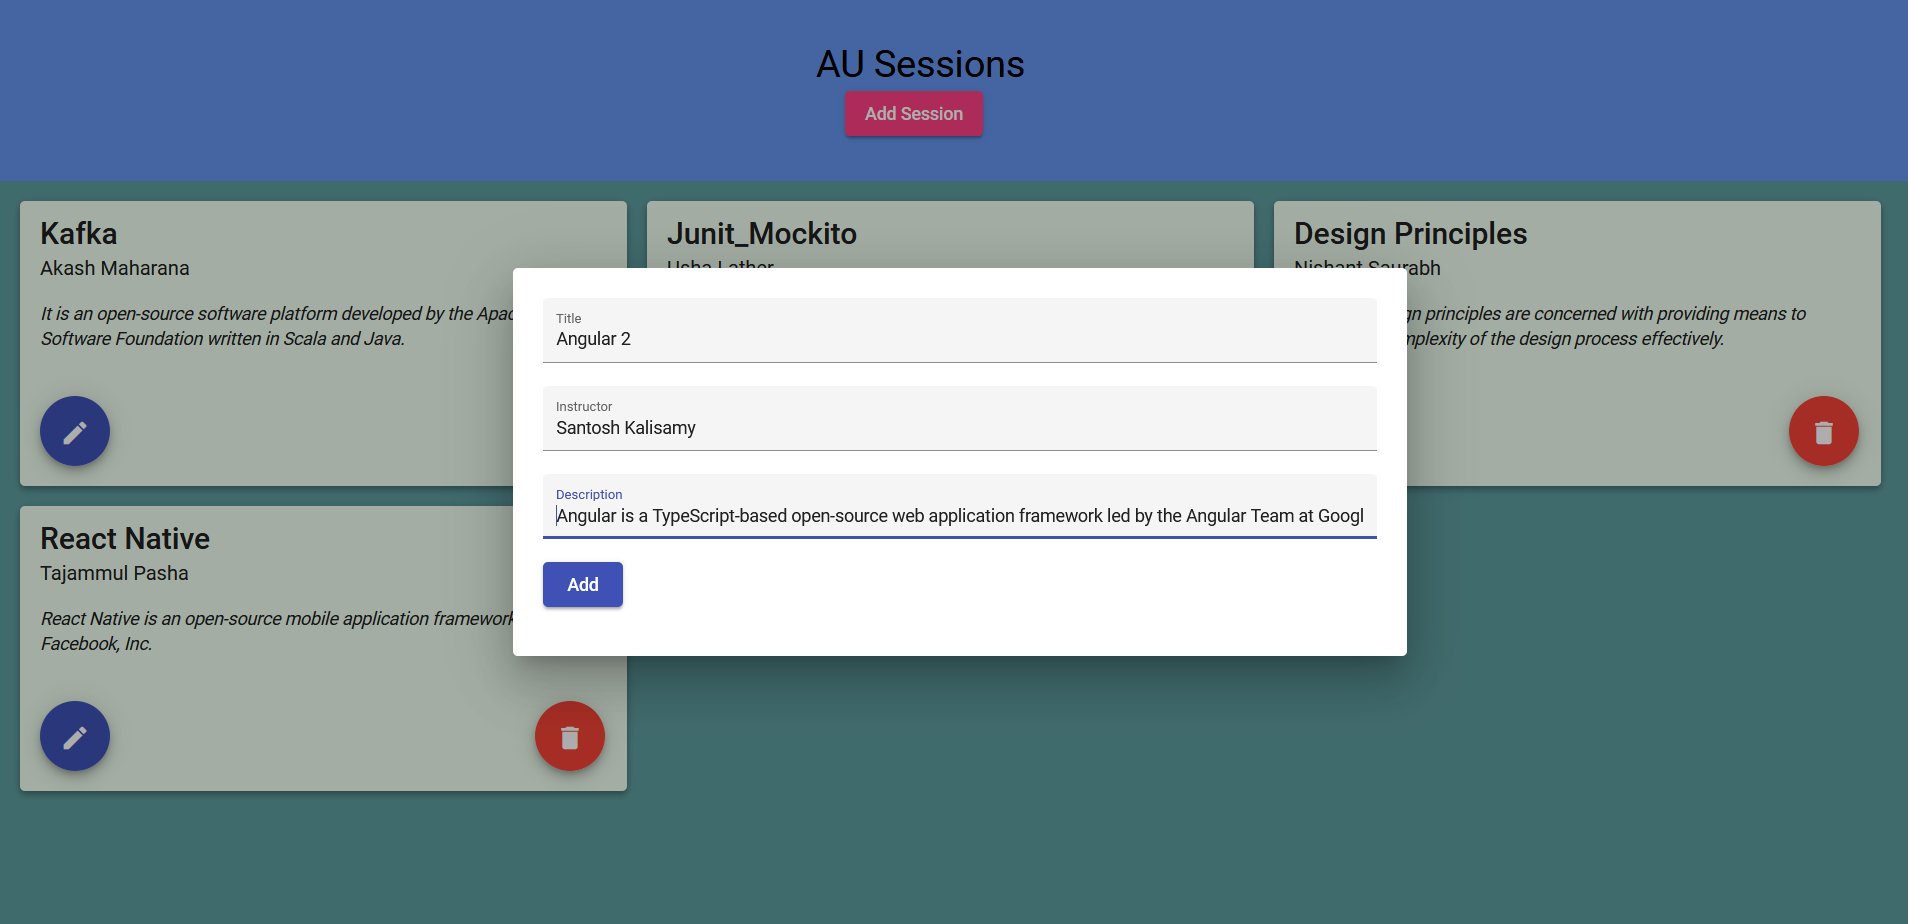 AU Sessions
Add Session
Kafka
Akash Maharana
It is an open-source software platform developed by the
Software Foundation written in Scala and Java.
Junit_Mockito
Usha Lather
Design Principles
Nishant Saurabh
principles are concerned with providing means to
of the design process effectively.
Title
Angular 2
Instructor
Santosh Kalisamy
Description
Angular is a TypeScript-based open-source web application framework led by the Angular Team at Googl
Add
React Native
Tajammul Pasha
React Native is an open-source mobile application framework
Facebook, Inc.